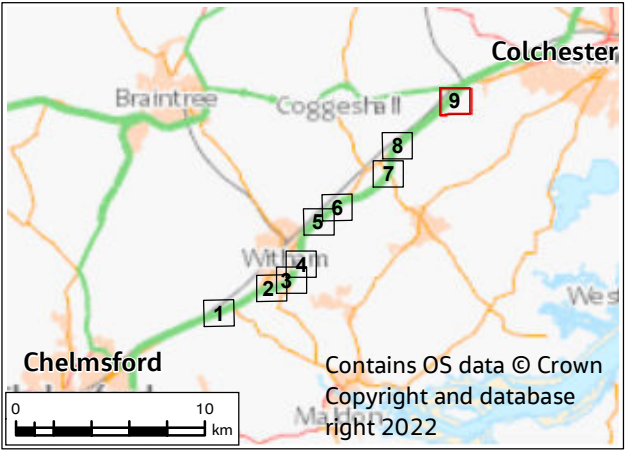 Colchester
Braintree
Coggeshall
9
8
7
6
5
Witham
4
3
2
1
Chelmsford
Contains OS data © Crown
Copyright and database
right 2022
0 10
km